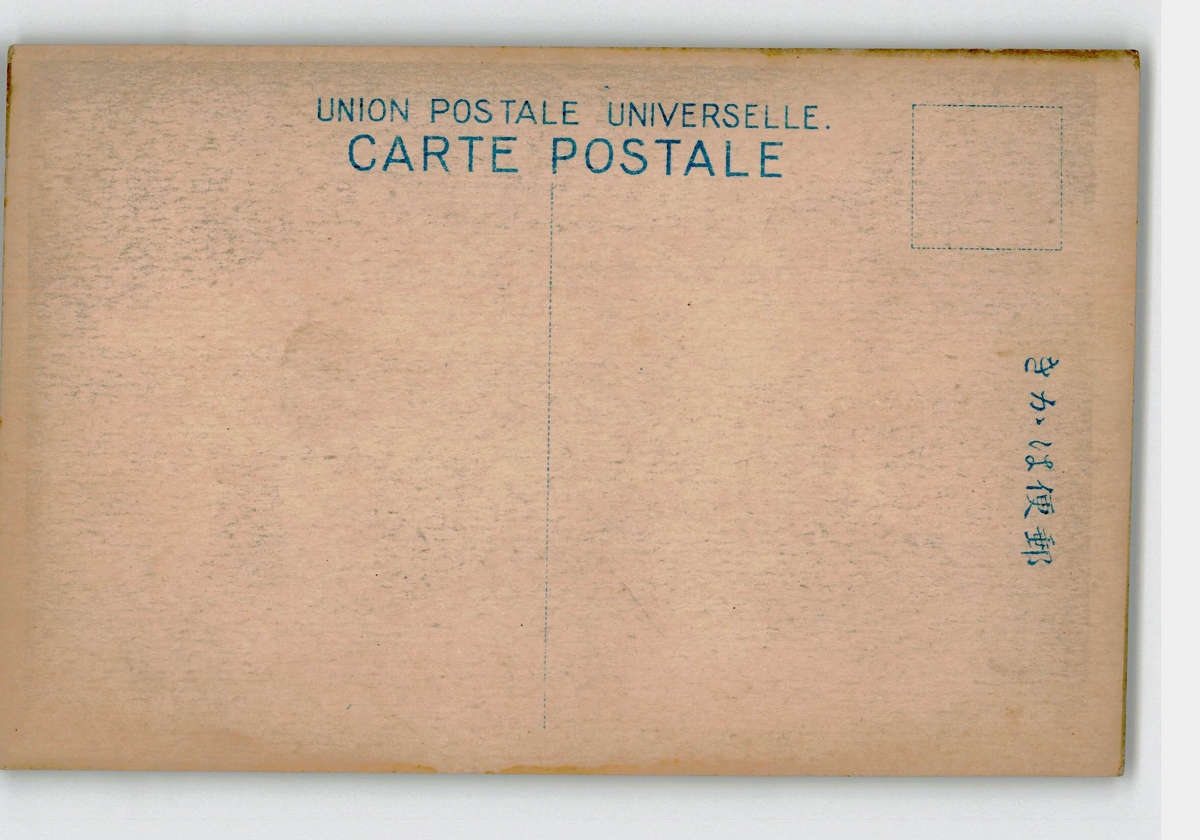 UNION POSTALE UNIVERSELLE.
CARTE POSTALE
きかは便郵